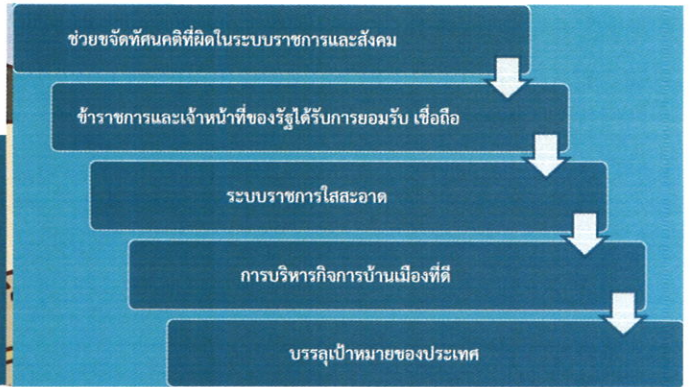 ช่วยขจัดทัศนคติที่ผิดในระบบราชการและสังคม
ข้าราชการและเจ้าหน้าที่ของรัฐได้รับการยอมรับ เชื่อถือ
ระบบราชการใสสะอาด
การบริหารกิจการบ้านเมืองที่ดี
บรรลุเป้าหมายของประเทศ